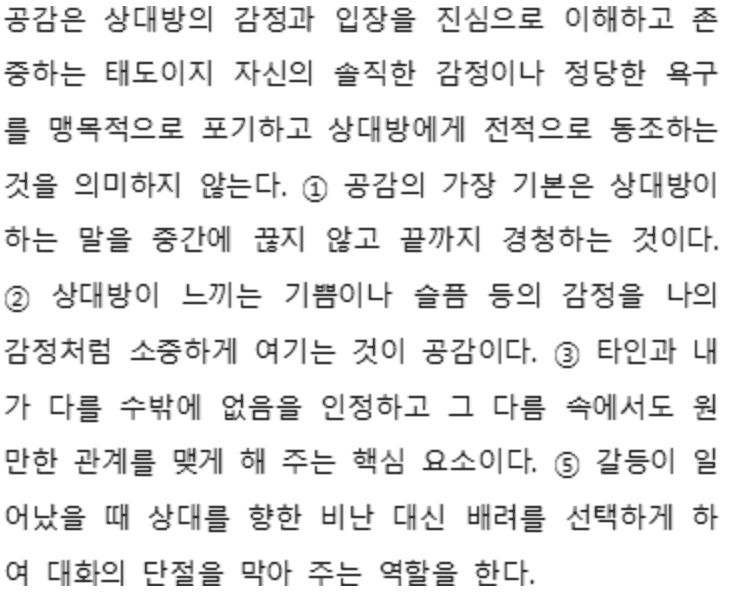 공감은 상대방의 감정과 입장을 진심으로 이해하고 존
중하는 태도이지 자신의 솔직한 감정이나 정당한 욕구
를 맹목적으로 포기하고 상대방에게 전적으로 동조하는
것을 의미하지 않는다. ① 공감의 가장 기본은 상대방이
하는 말을 중간에 끊지 않고 끝까지 경청하는 것이다.
② 상대방이 느끼는 기쁨이나 슬픔 등의 감정을 나의
감정처럼 소중하게 여기는 것이 공감이다. ③ 타인과 내
가 다를 수밖에 없음을 인정하고 그 다름 속에서도 원
만한 관계를 맺게 해 주는 핵심 요소이다. ⑤ 갈등이 일
어났을 때 상대를 향한 비난 대신 배려를 선택하게 하
여 대화의 단절을 막아 주는 역할을 한다.